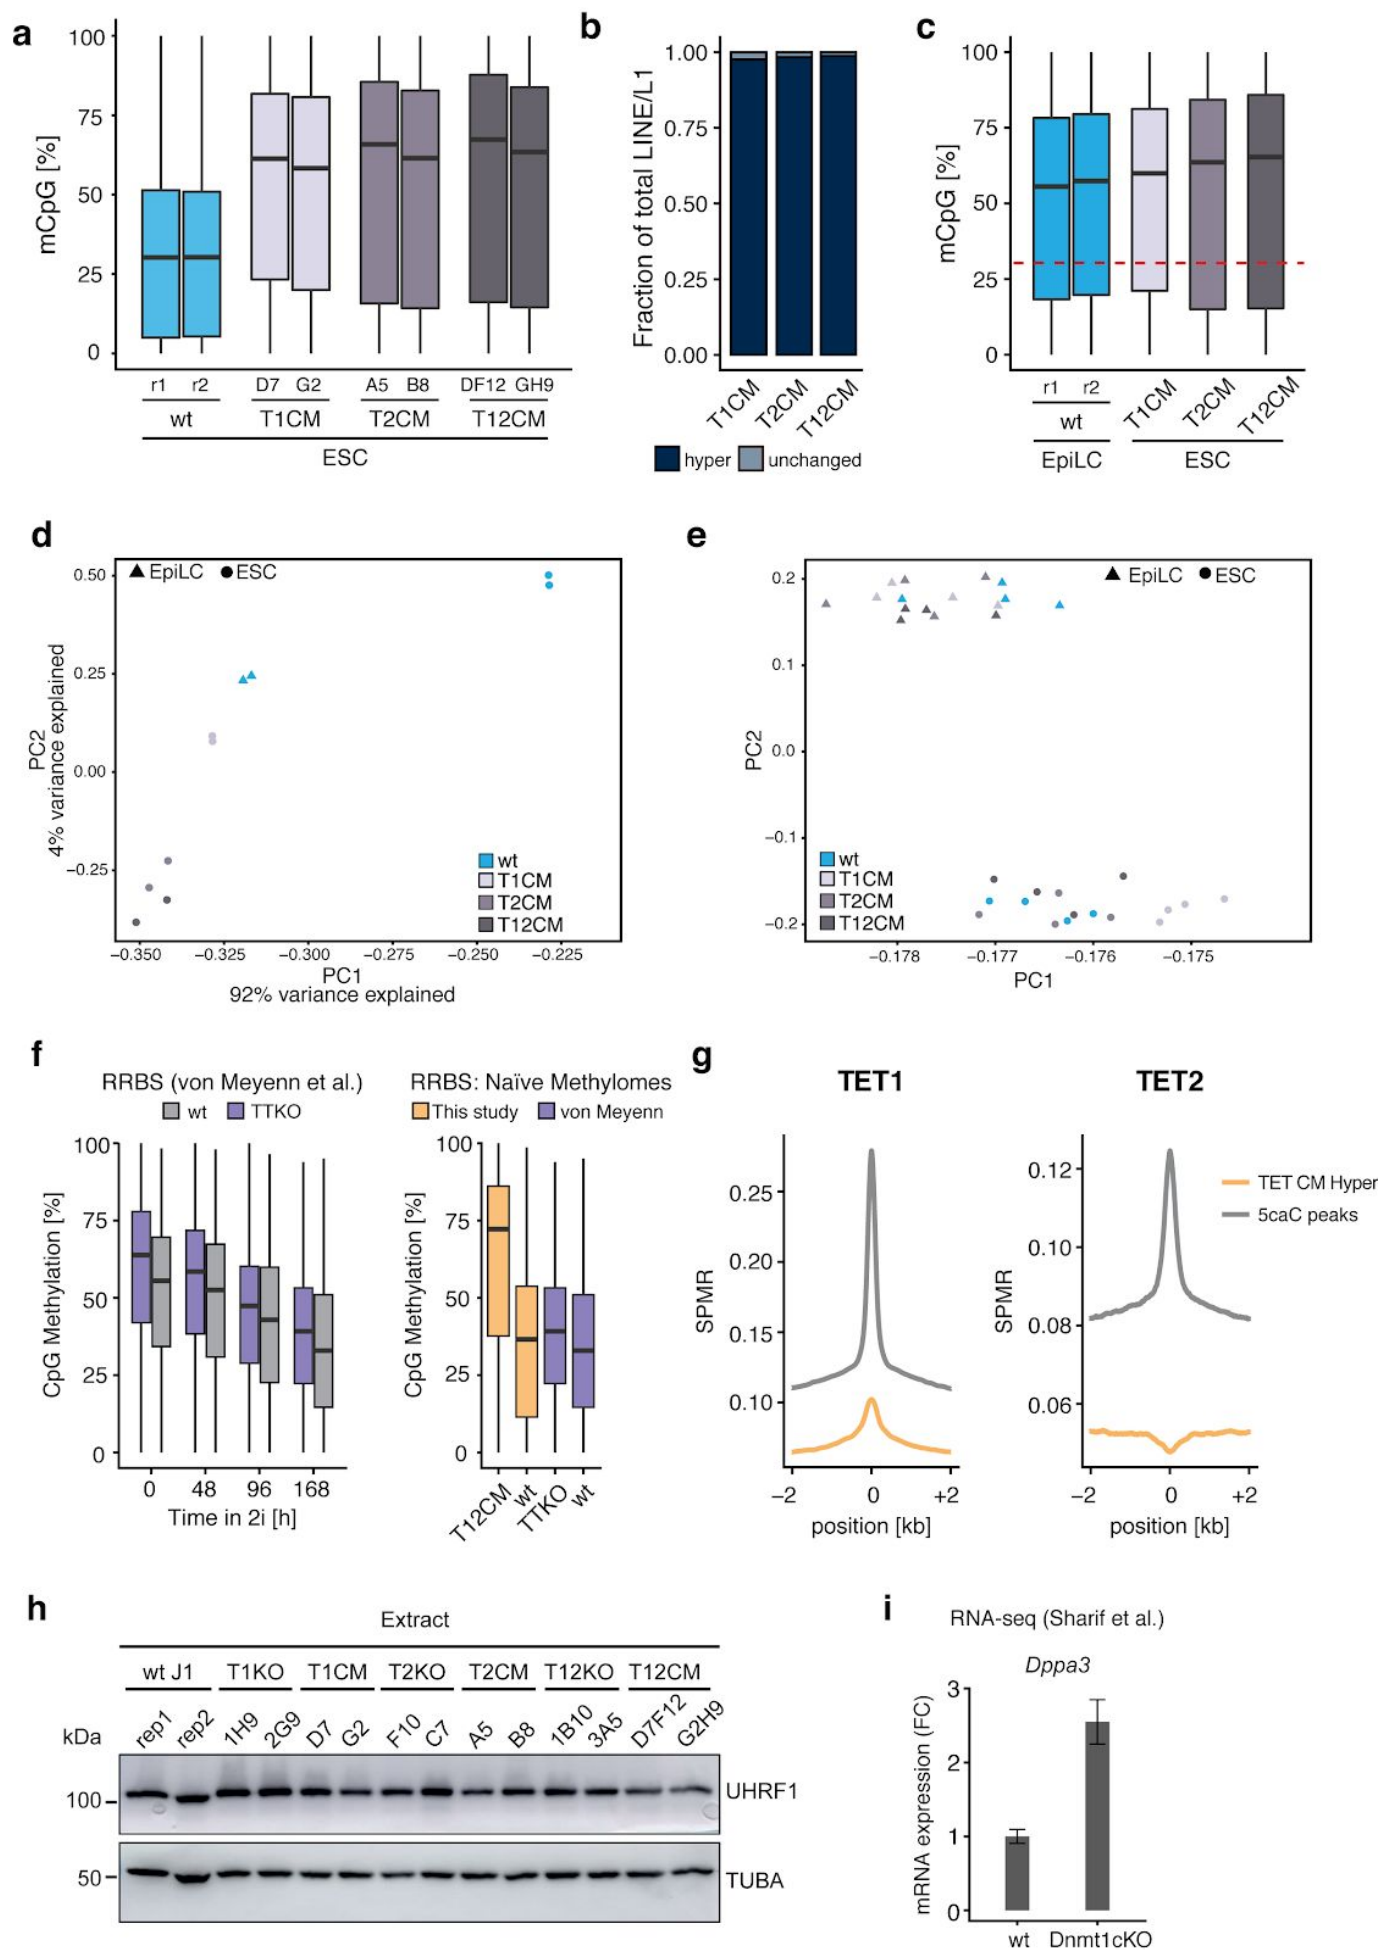 a
mCpG [%]
100
75
50
25
0
r1 r2 D7 G2 A5 B8 DF12 GH9
wt T1CM T2CM T12CM
ESC
b
Fraction of total LINE/L1
1.00
0.75
0.50
0.25
0.00
T1CM T2CM T12CM
hyper unchanged
c
mCpG [%]
100
75
50
25
0
r1 r2 T1CM T2CM T12CM
wt
EpiLC ESC
d
EpiLC ESC
PC2
4% variance explained
0.50
0.25
0.00
−0.25
wt
T1CM
T2CM
T12CM
−0.350 −0.325 −0.300 −0.275 −0.250 −0.225
PC1
92% variance explained
e
EpiLC ESC
PC2
0.2
0.1
0.0
−0.1
−0.2
wt
T1CM
T2CM
T12CM
−0.178 −0.177 −0.176 −0.175
PC1
f
RRBS (von Meyenn et al.)
wt TTKO
CpG Methylation [%]
100
75
50
25
0
0 48 96 168
Time in 2i [h]
RRBS: Naïve Methylomes
This study von Meyenn
CpG Methylation [%]
100
75
50
25
0
T12CM wt TTKO wt
g
TET1
SPMR
0.25
0.20
0.15
0.10
−2 0 +2
position [kb]
TET2
SPMR
0.12
0.10
0.08
0.06
−2 0 +2
position [kb]
TET CM Hyper
5caC peaks
h
Extract
wt J1 T1KO T1CM T2KO T2CM T12KO T12CM
kDa rep1 rep2 1H9 2G9 D7 G2 F10 C7 A5 B8 1B10 3A5 D7F12 G2H9
100 UHRF1
50 TUBA
i
RNA-seq (Sharif et al.)
Dppa3
mRNA expression (FC)
3
2
1
0
wt Dnmt1cKO